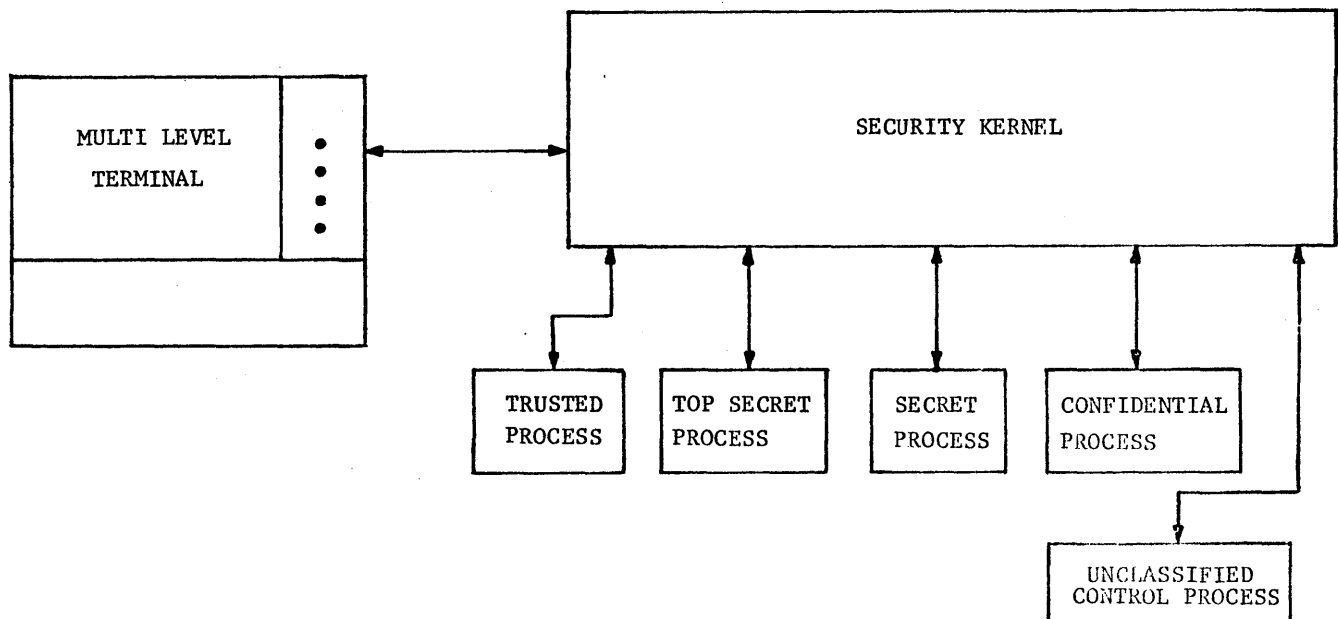 MULTI LEVEL
TERMINAL
SECURITY KERNEL
TRUSTED
PROCESS
TOP SECRET
PROCESS
SECRET
PROCESS
CONFIDENTIAL
PROCESS
UNCLASSIFIED
CONTROL PROCESS